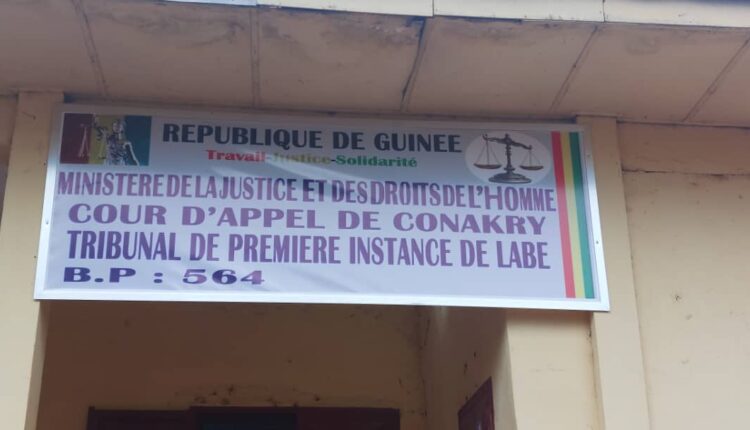 REPUBLIQUE DE GUINEE
Travail-Justice-Solidarité
MINISTERE DE LA JUSTICE ET DES DROITS DE L'HOMME
COUR D'APPEL DE CONAKRY
TRIBUNAL DE PREMIERE INSTANCE DE LABE
B.P : 564